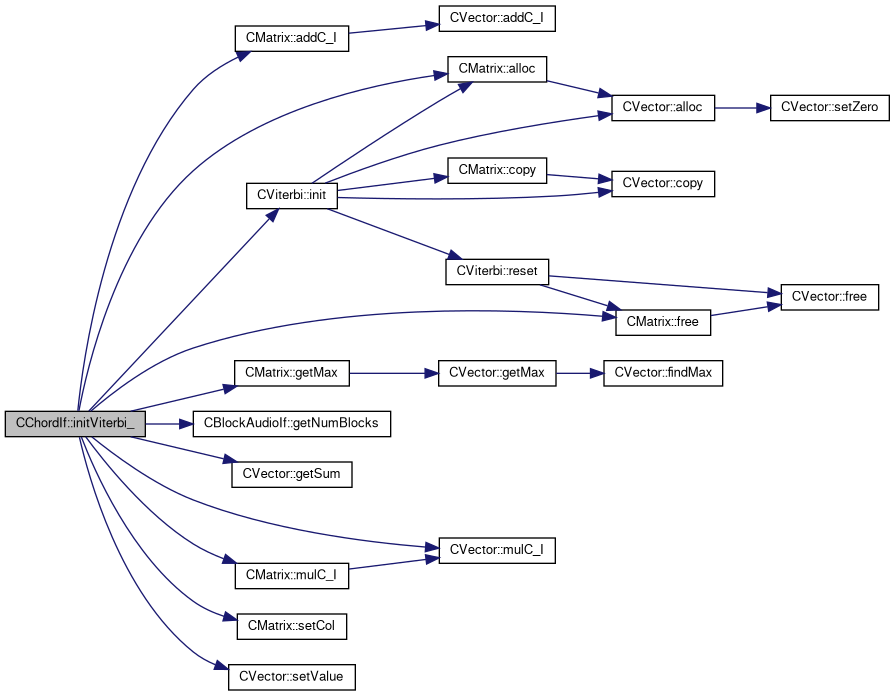 CVector::addC_I
CMatrix::addC_I
CMatrix::alloc
CVector::alloc
CVector::setZero
CMatrix::copy
CVector::copy
CViterbi::init
CViterbi::reset
CVector::free
CMatrix::free
CMatrix::getMax
CVector::getMax
CVector::findMax
CChordIf::initViterbi_
CBlockAudioIf::getNumBlocks
CVector::getSum
CVector::mulC_I
CMatrix::mulC_I
CMatrix::setCol
CVector::setValue